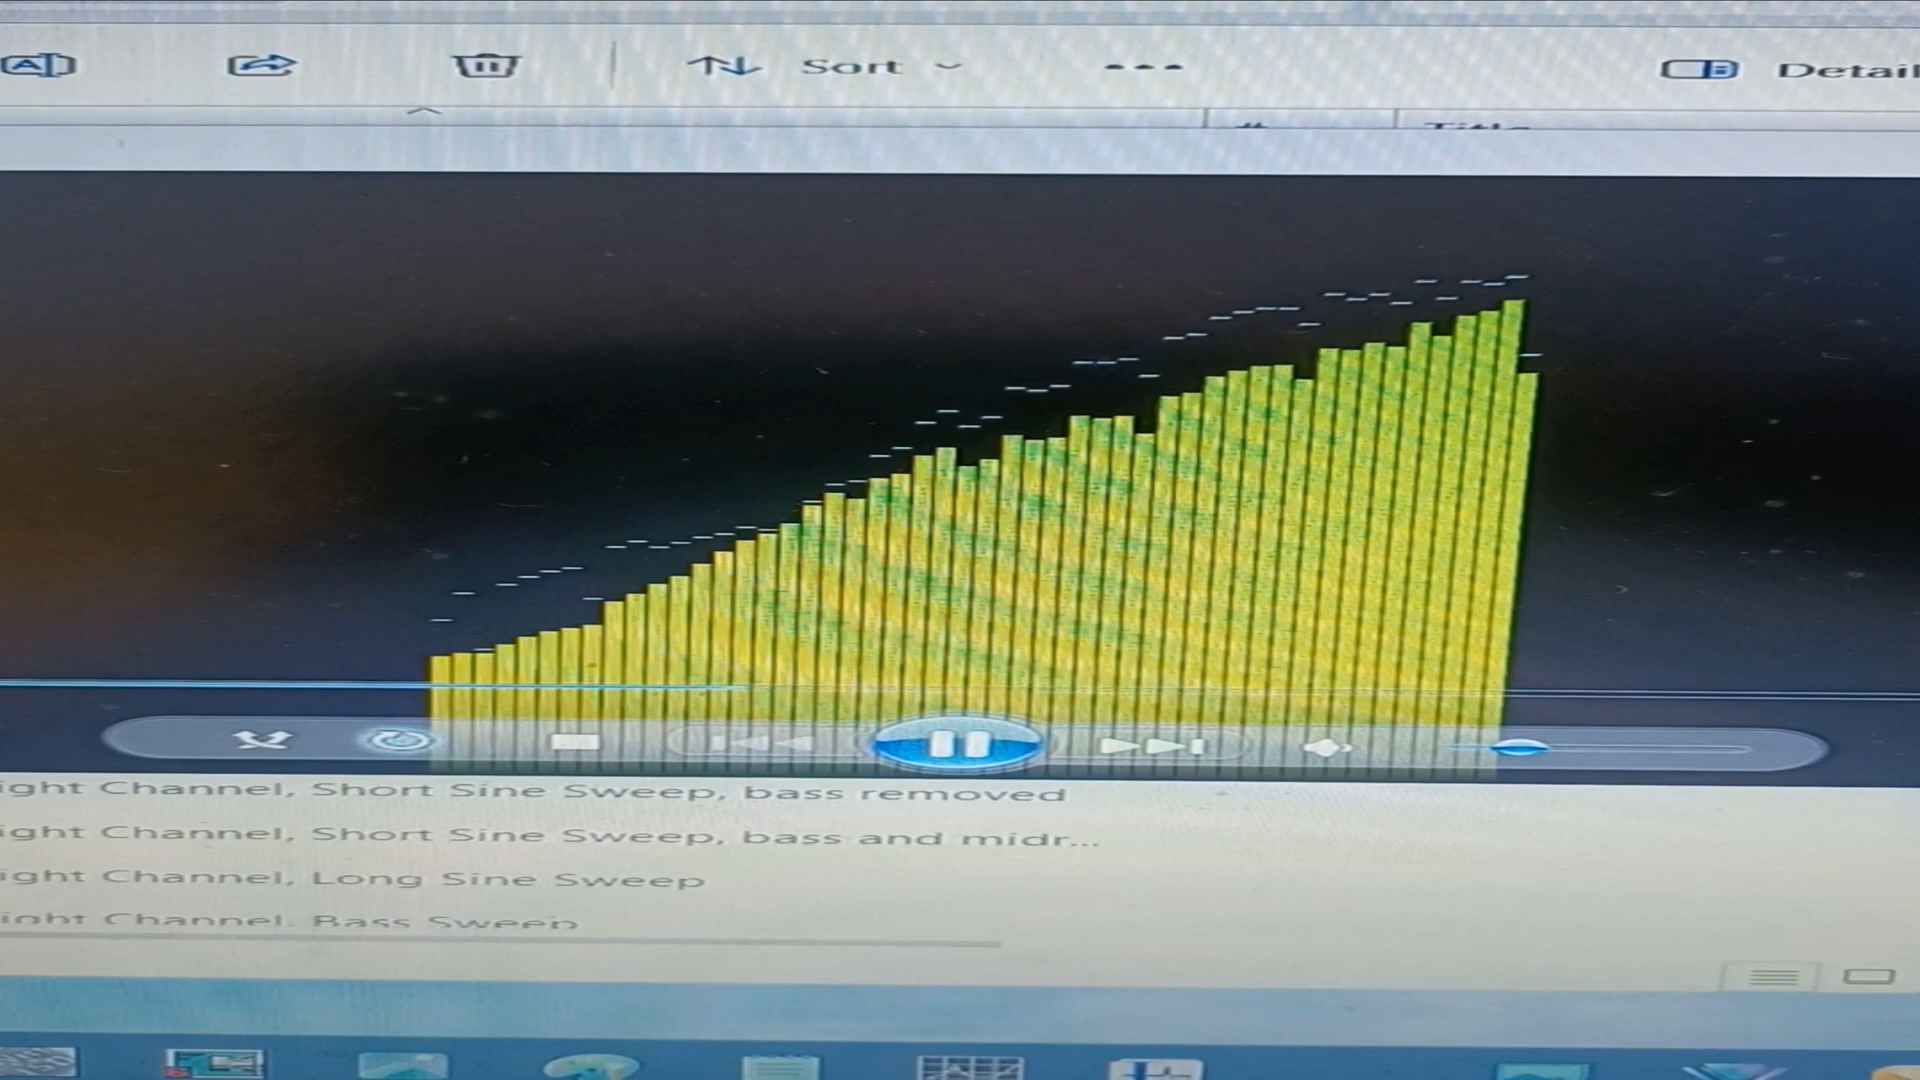 Sort
Detail
# Title
ight Channel, Short Sine Sweep, bass removed
ight Channel, Short Sine Sweep, bass and midr...
ight Channel, Long Sine Sweep
ight Channel, Bass Sweep